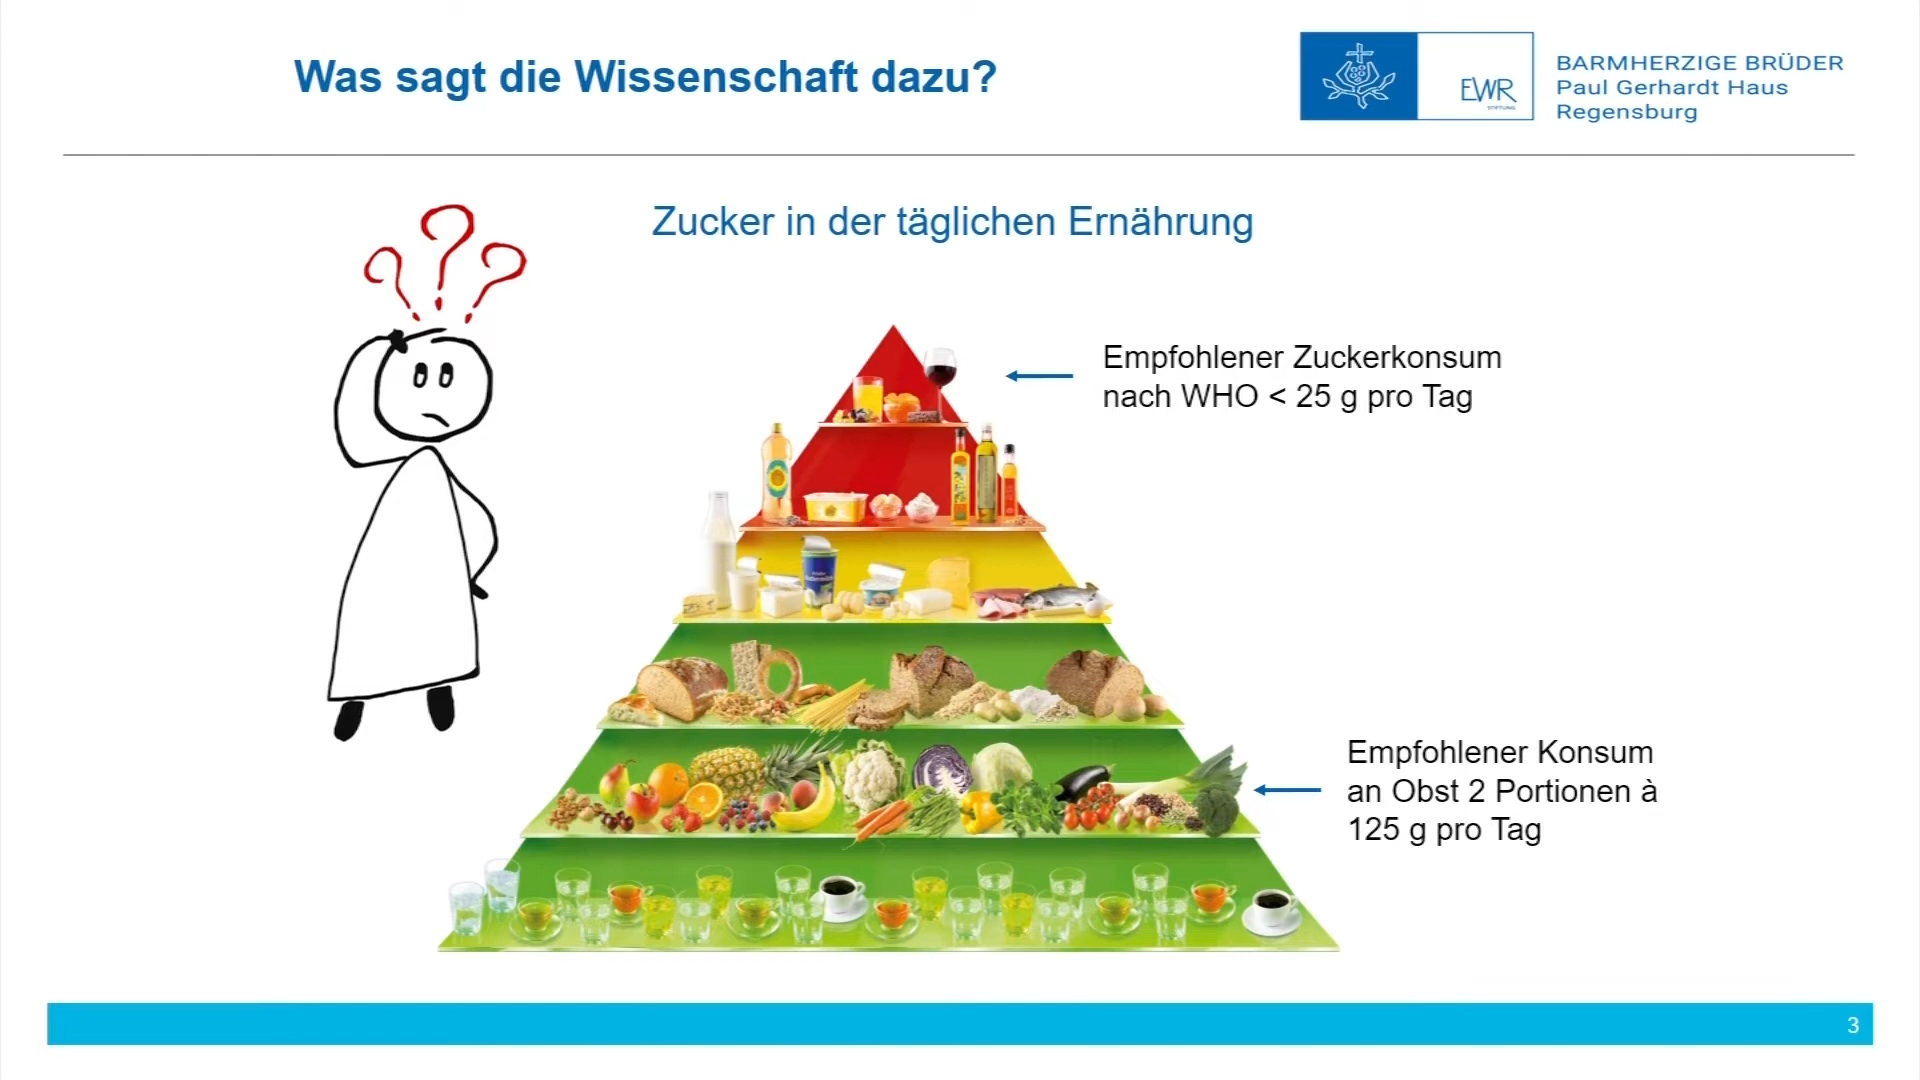 Was sagt die Wissenschaft dazu?
EWR
STIFTUNG
BARMHERZIGE BRÜDER
Paul Gerhardt Haus
Regensburg
Zucker in der täglichen Ernährung
Empfohlener Zuckerkonsum
nach WHO < 25 g pro Tag
Empfohlener Konsum
an Obst 2 Portionen à
125 g pro Tag
3